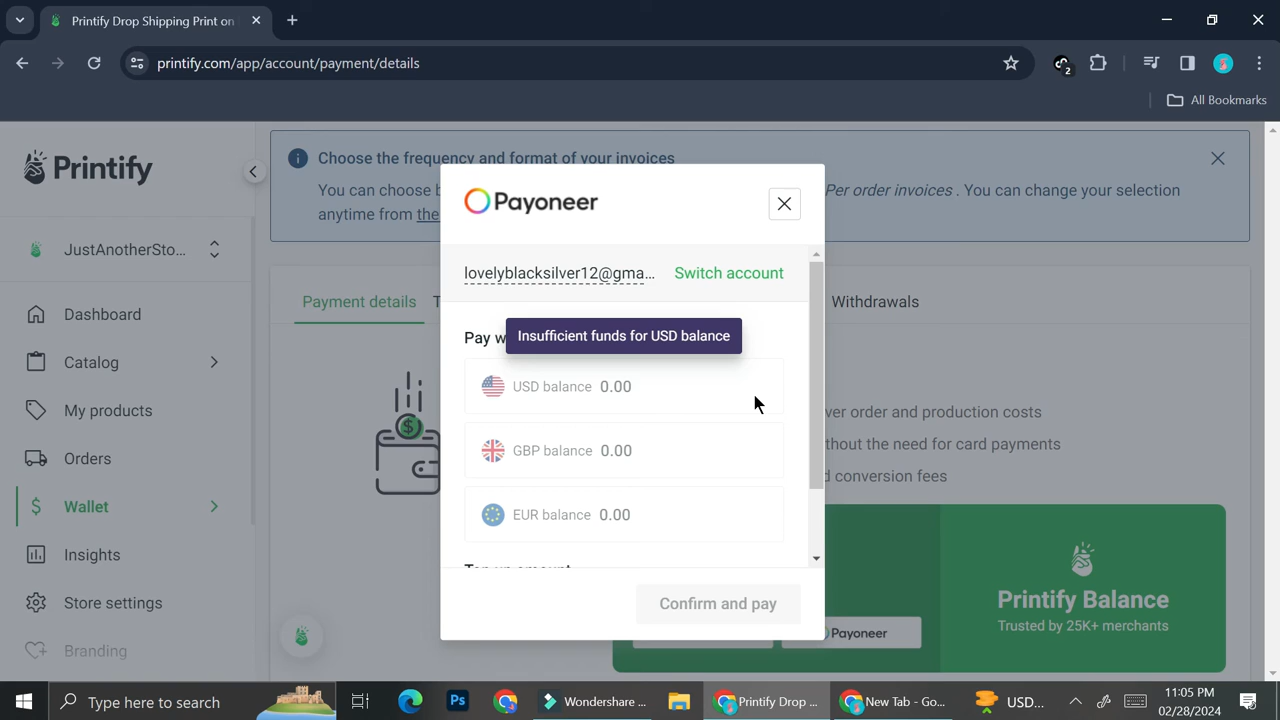 Printify Drop Shipping Print on
printify.com/app/account/payment/details
2
All Bookmarks
Printify
Choose the frequency and format of your invoices
You can choose b
Per order invoices . You can change your selection
anytime from the
Payoneer
JustAnotherSto...
lovelyblacksilver12@gma...
Switch account
Payment details
T
Withdrawals
Dashboard
Pay w
Insufficient funds for USD balance
Catalog
USD balance 0.00
My products
ver order and production costs
GBP balance 0.00
ithout the need for card payments
Orders
d conversion fees
Wallet
EUR balance 0.00
Insights
Printify Balance
Store settings
Confirm and pay
Trusted by 25K+ merchants
Payoneer
Branding
Type here to search
Ps
Wondershare ...
Printify Drop ...
New Tab - Go...
USD...
11:05 PM
02/28/2024